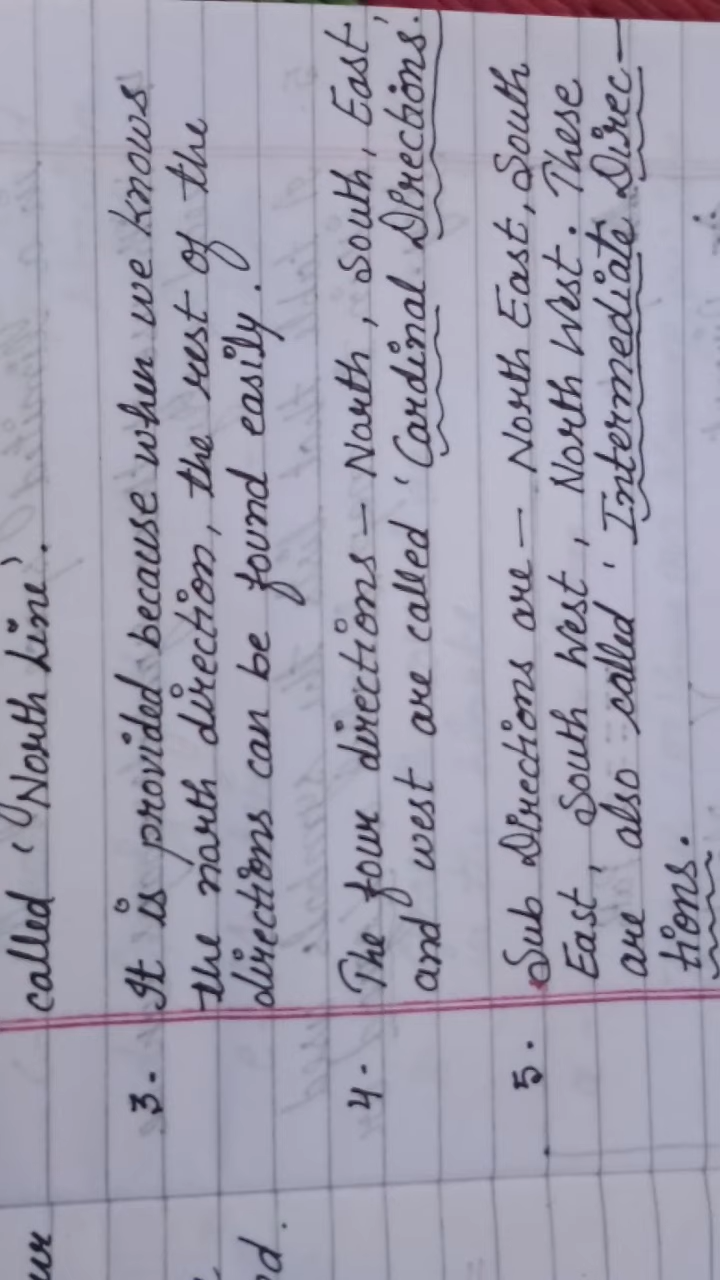 called 'North Line'.
3. It is provided because when we knows
the north direction, the rest of the
directions can be found easily.
4. The four directions – North, South, East,
and west are called 'Cardinal Directions'.
5. Sub Directions are – North East, South
East, South West, North West. These
are also called 'Intermediate Direc-
tions.